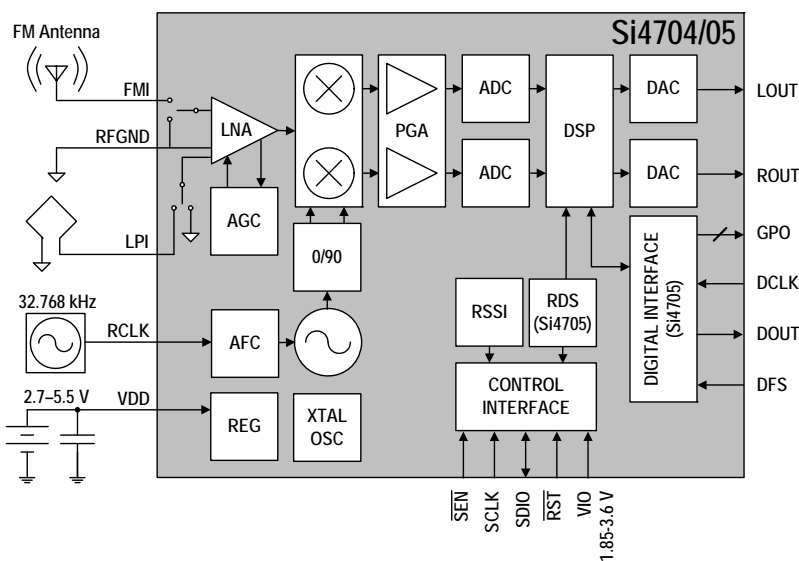 Si4704/05
FM Antenna
FMI
RFGND
LPI
32.768 kHz
RCLK
2.7–5.5 V
VDD
LNA
AGC
0/90
AFC
REG
XTAL
OSC
PGA
ADC
ADC
DSP
DAC
DAC
RSSI
RDS
(Si4705)
CONTROL
INTERFACE
DIGITAL INTERFACE
(Si4705)
LOUT
ROUT
GPO
DCLK
DOUT
DFS
SEN
SCLK
SDIO
RST
VIO
1.85-3.6 V